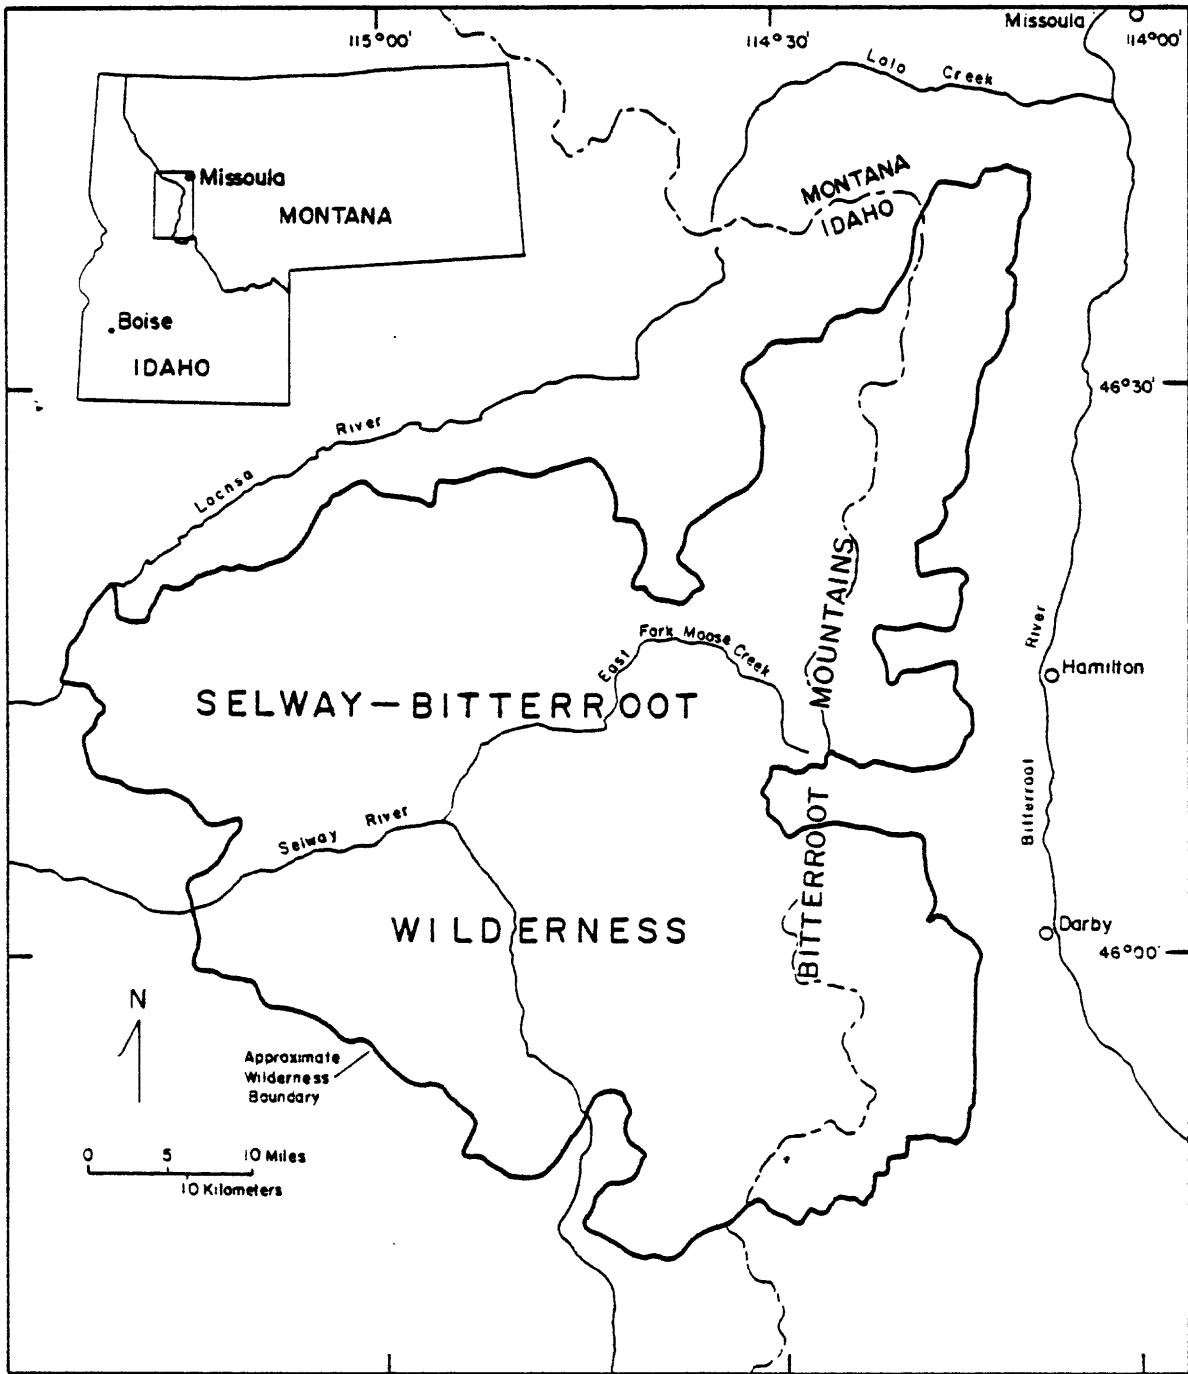 Missoula
115°00'
114°30'
114°00'
Lolo Creek
Missoula
MONTANA
MONTANA
IDAHO
Boise
IDAHO
46°30'
Locnsa River
MOUNTAINS
East Fork Moose Creek
River
Hamilton
SELWAY-BITTERROOT
Bitterroot
Selway River
BITTERROOT
WILDERNESS
Darby
46°00'
N
Approximate
Wilderness
Boundary
0 5 10 Miles
10 Kilometers